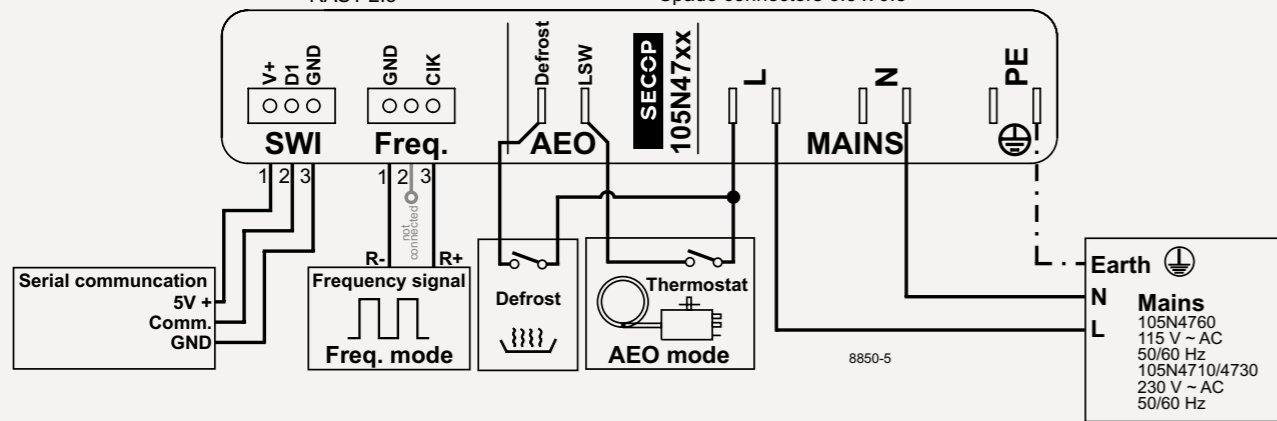 V+
D1
GND
GND
CIK
Defrost
LSW
SECOP
105N47xx
L
N
PE
SWI
Freq.
AEO
MAINS
1 2 3
1 2 3
not connected
R- R+
Serial communcation
5V +
Comm.
GND
Frequency signal
Freq. mode
Defrost
Thermostat
AEO mode
8850-5
Earth
N
L
Mains
105N4760
115 V ~ AC
50/60 Hz
105N4710/4730
230 V ~ AC
50/60 Hz